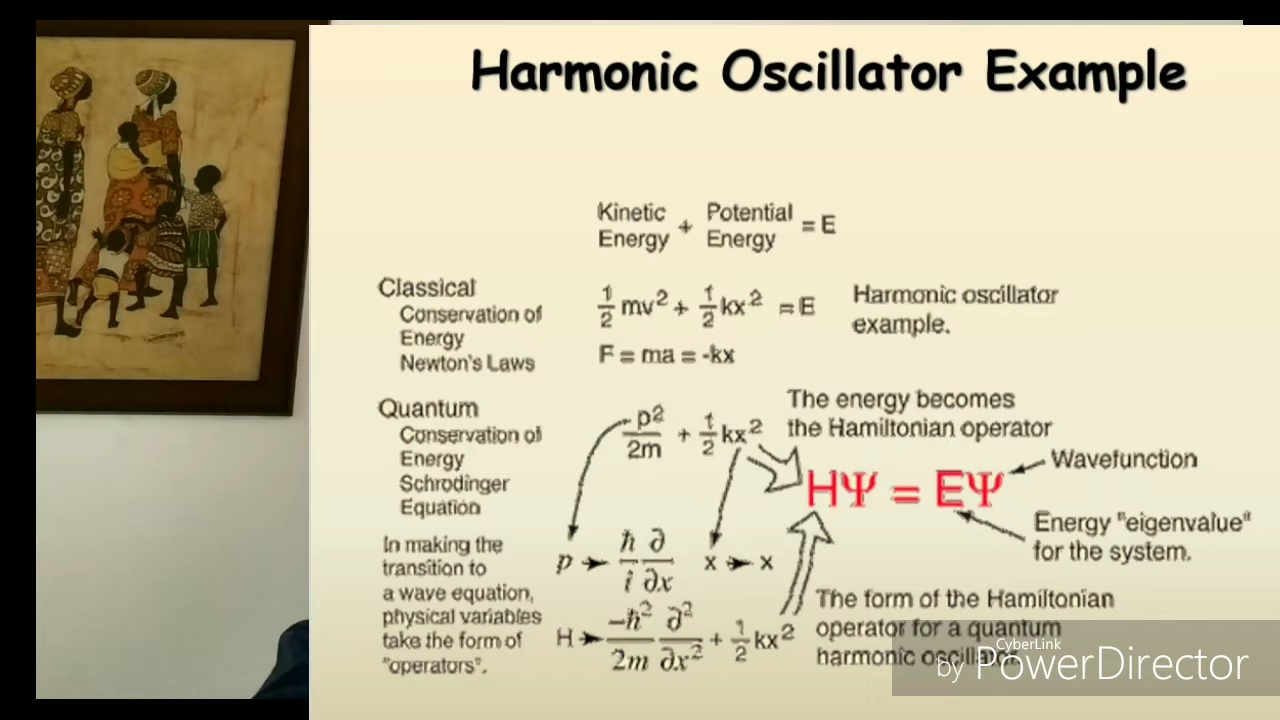 Harmonic Oscillator Example
Kinetic Energy + Potential Energy = E
Classical
Conservation of
Energy
Newton's Laws
½ mv² + ½ kx² = E
F = ma = -kx
Harmonic oscillator
example.
Quantum
Conservation of
Energy
Schrodinger
Equation
p²/2m + ½ kx²
The energy becomes
the Hamiltonian operator
HΨ = EΨ
Wavefunction
Energy "eigenvalue"
for the system.
In making the
transition to
a wave equation,
physical variables
take the form of
"operators".
p → ħ/i ∂/∂x
x → x
H → -ħ²/2m ∂²/∂x² + ½ kx²
The form of the Hamiltonian
operator for a quantum
harmonic oscillator.
CyberLink
by PowerDirector